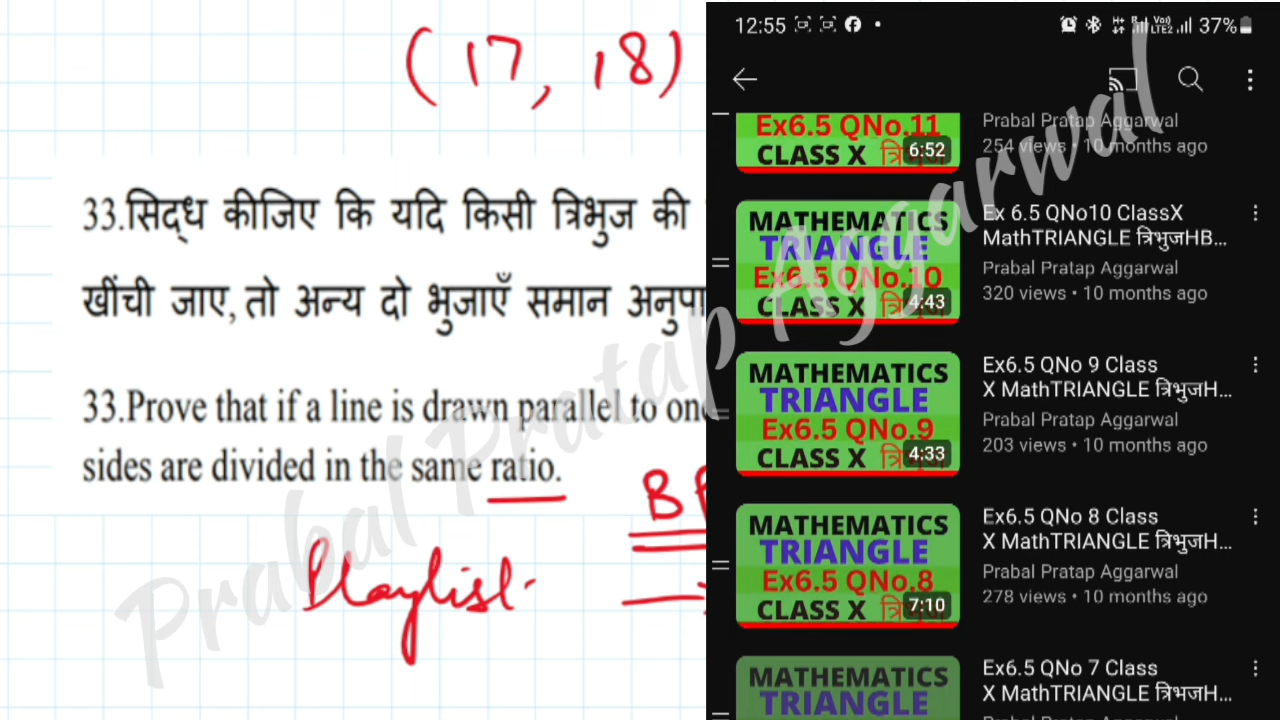 (17, 18)
33.सिद्ध कीजिए कि यदि किसी त्रिभुज की
खींची जाए, तो अन्य दो भुजाएँ समान अनुपा
33.Prove that if a line is drawn parallel to one
sides are divided in the same ratio.
Playlist
Prabal Pratap Aggarwal
12:55 37%
Ex6.5 QNo.11
CLASS X
6:52
Prabal Pratap Aggarwal
254 views • 10 months ago
MATHEMATICS
TRIANGLE
Ex6.5 QNo.10
CLASS X
4:43
Ex 6.5 QNo10 ClassX
MathTRIANGLE त्रिभुजHB...
Prabal Pratap Aggarwal
320 views • 10 months ago
MATHEMATICS
TRIANGLE
Ex6.5 QNo.9
CLASS X
4:33
Ex6.5 QNo 9 Class
X MathTRIANGLE त्रिभुजH...
Prabal Pratap Aggarwal
203 views • 10 months ago
MATHEMATICS
TRIANGLE
Ex6.5 QNo.8
CLASS X
7:10
Ex6.5 QNo 8 Class
X MathTRIANGLE त्रिभुजH...
Prabal Pratap Aggarwal
278 views • 10 months ago
MATHEMATICS
TRIANGLE
Ex6.5 QNo 7 Class
X MathTRIANGLE त्रिभुजH...